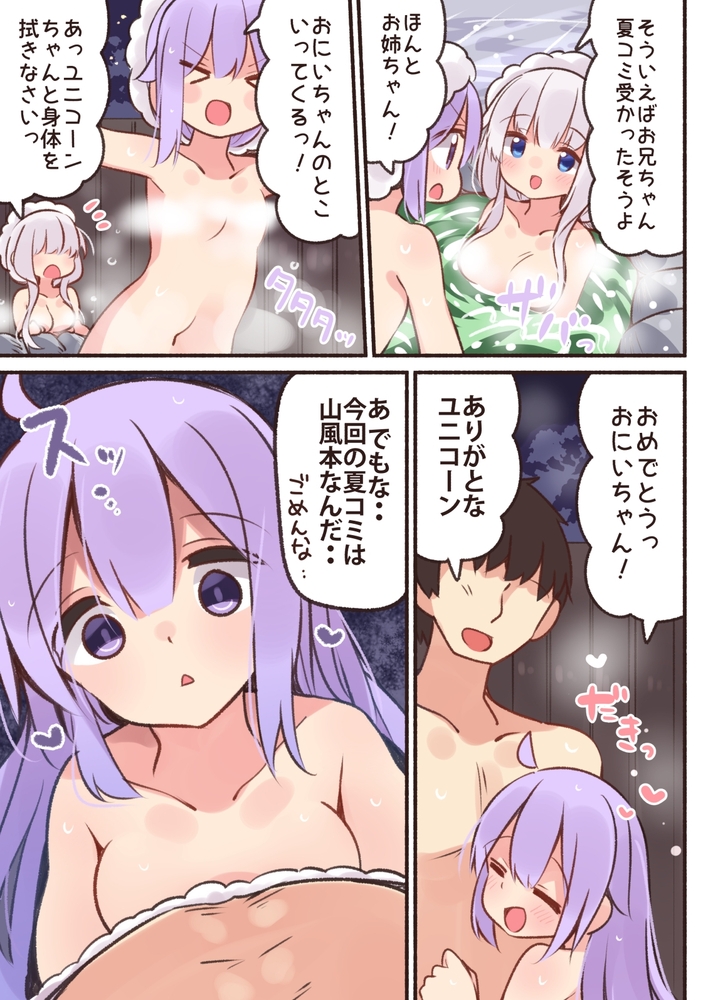 そういえばお兄ちゃん
夏コミ受かったそうよ
ほんと
お姉ちゃん！
ザバっ
おにいちゃんのとこ
いってくるっ！
あっユニコーン
ちゃんと身体を
拭きなさいっ
タタタッ
おめでとうっ
おにいちゃん！
ありがとな
ユニコーン
だきっ
あでもな・・
今回の夏コミは
山風本なんだ・・
ごめんな・・
スッ・・・